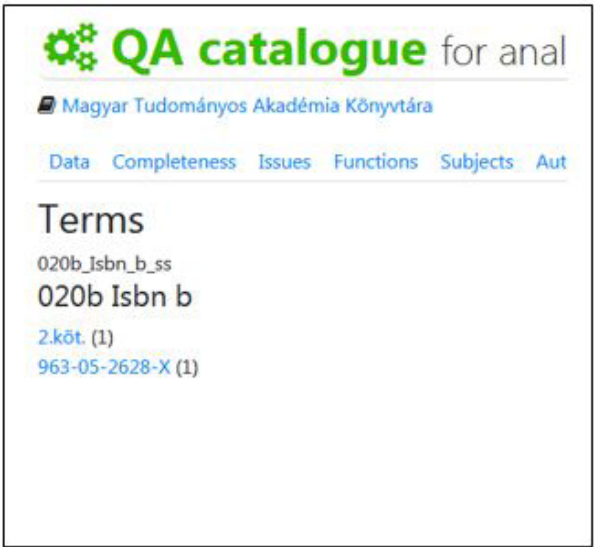 QA catalogue for anal
Magyar Tudományos Akadémia Könyvtára
Data Completeness Issues Functions Subjects Aut
Terms
020b_Isbn_b_ss
020b Isbn b
2.köt. (1)
963-05-2628-X (1)